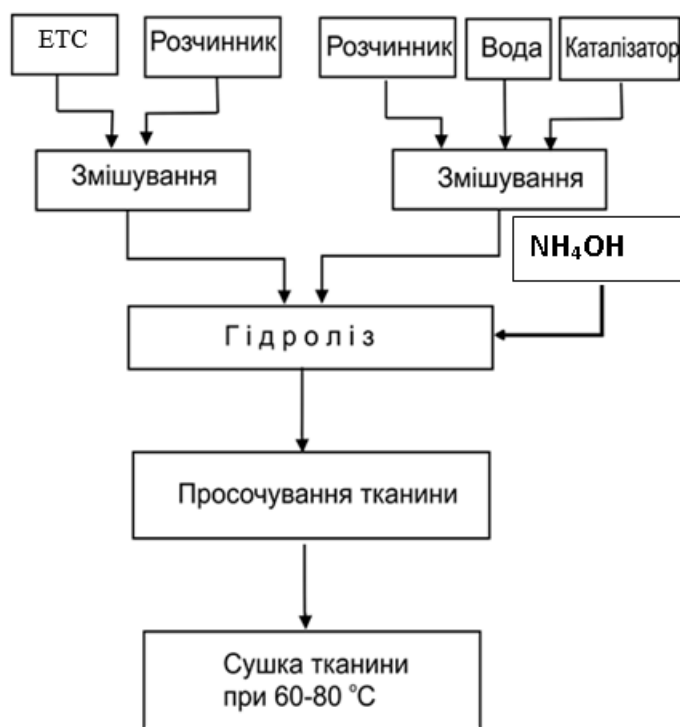 ЕТС
Розчинник
Розчинник
Вода
Каталізатор
Змішування
Змішування
NH₄OH
Гідроліз
Просочування тканини
Сушка тканини
при 60-80 °С